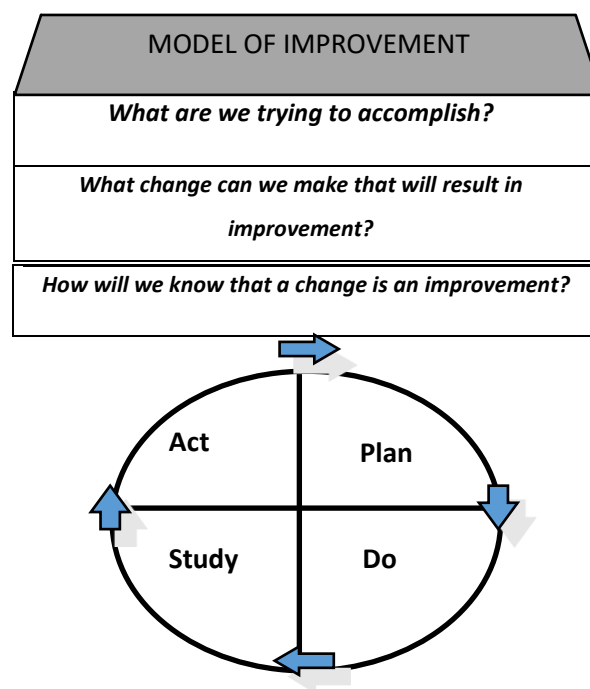 MODEL OF IMPROVEMENT
What are we trying to accomplish?
What change can we make that will result in
improvement?
How will we know that a change is an improvement?
Act
Plan
Study
Do